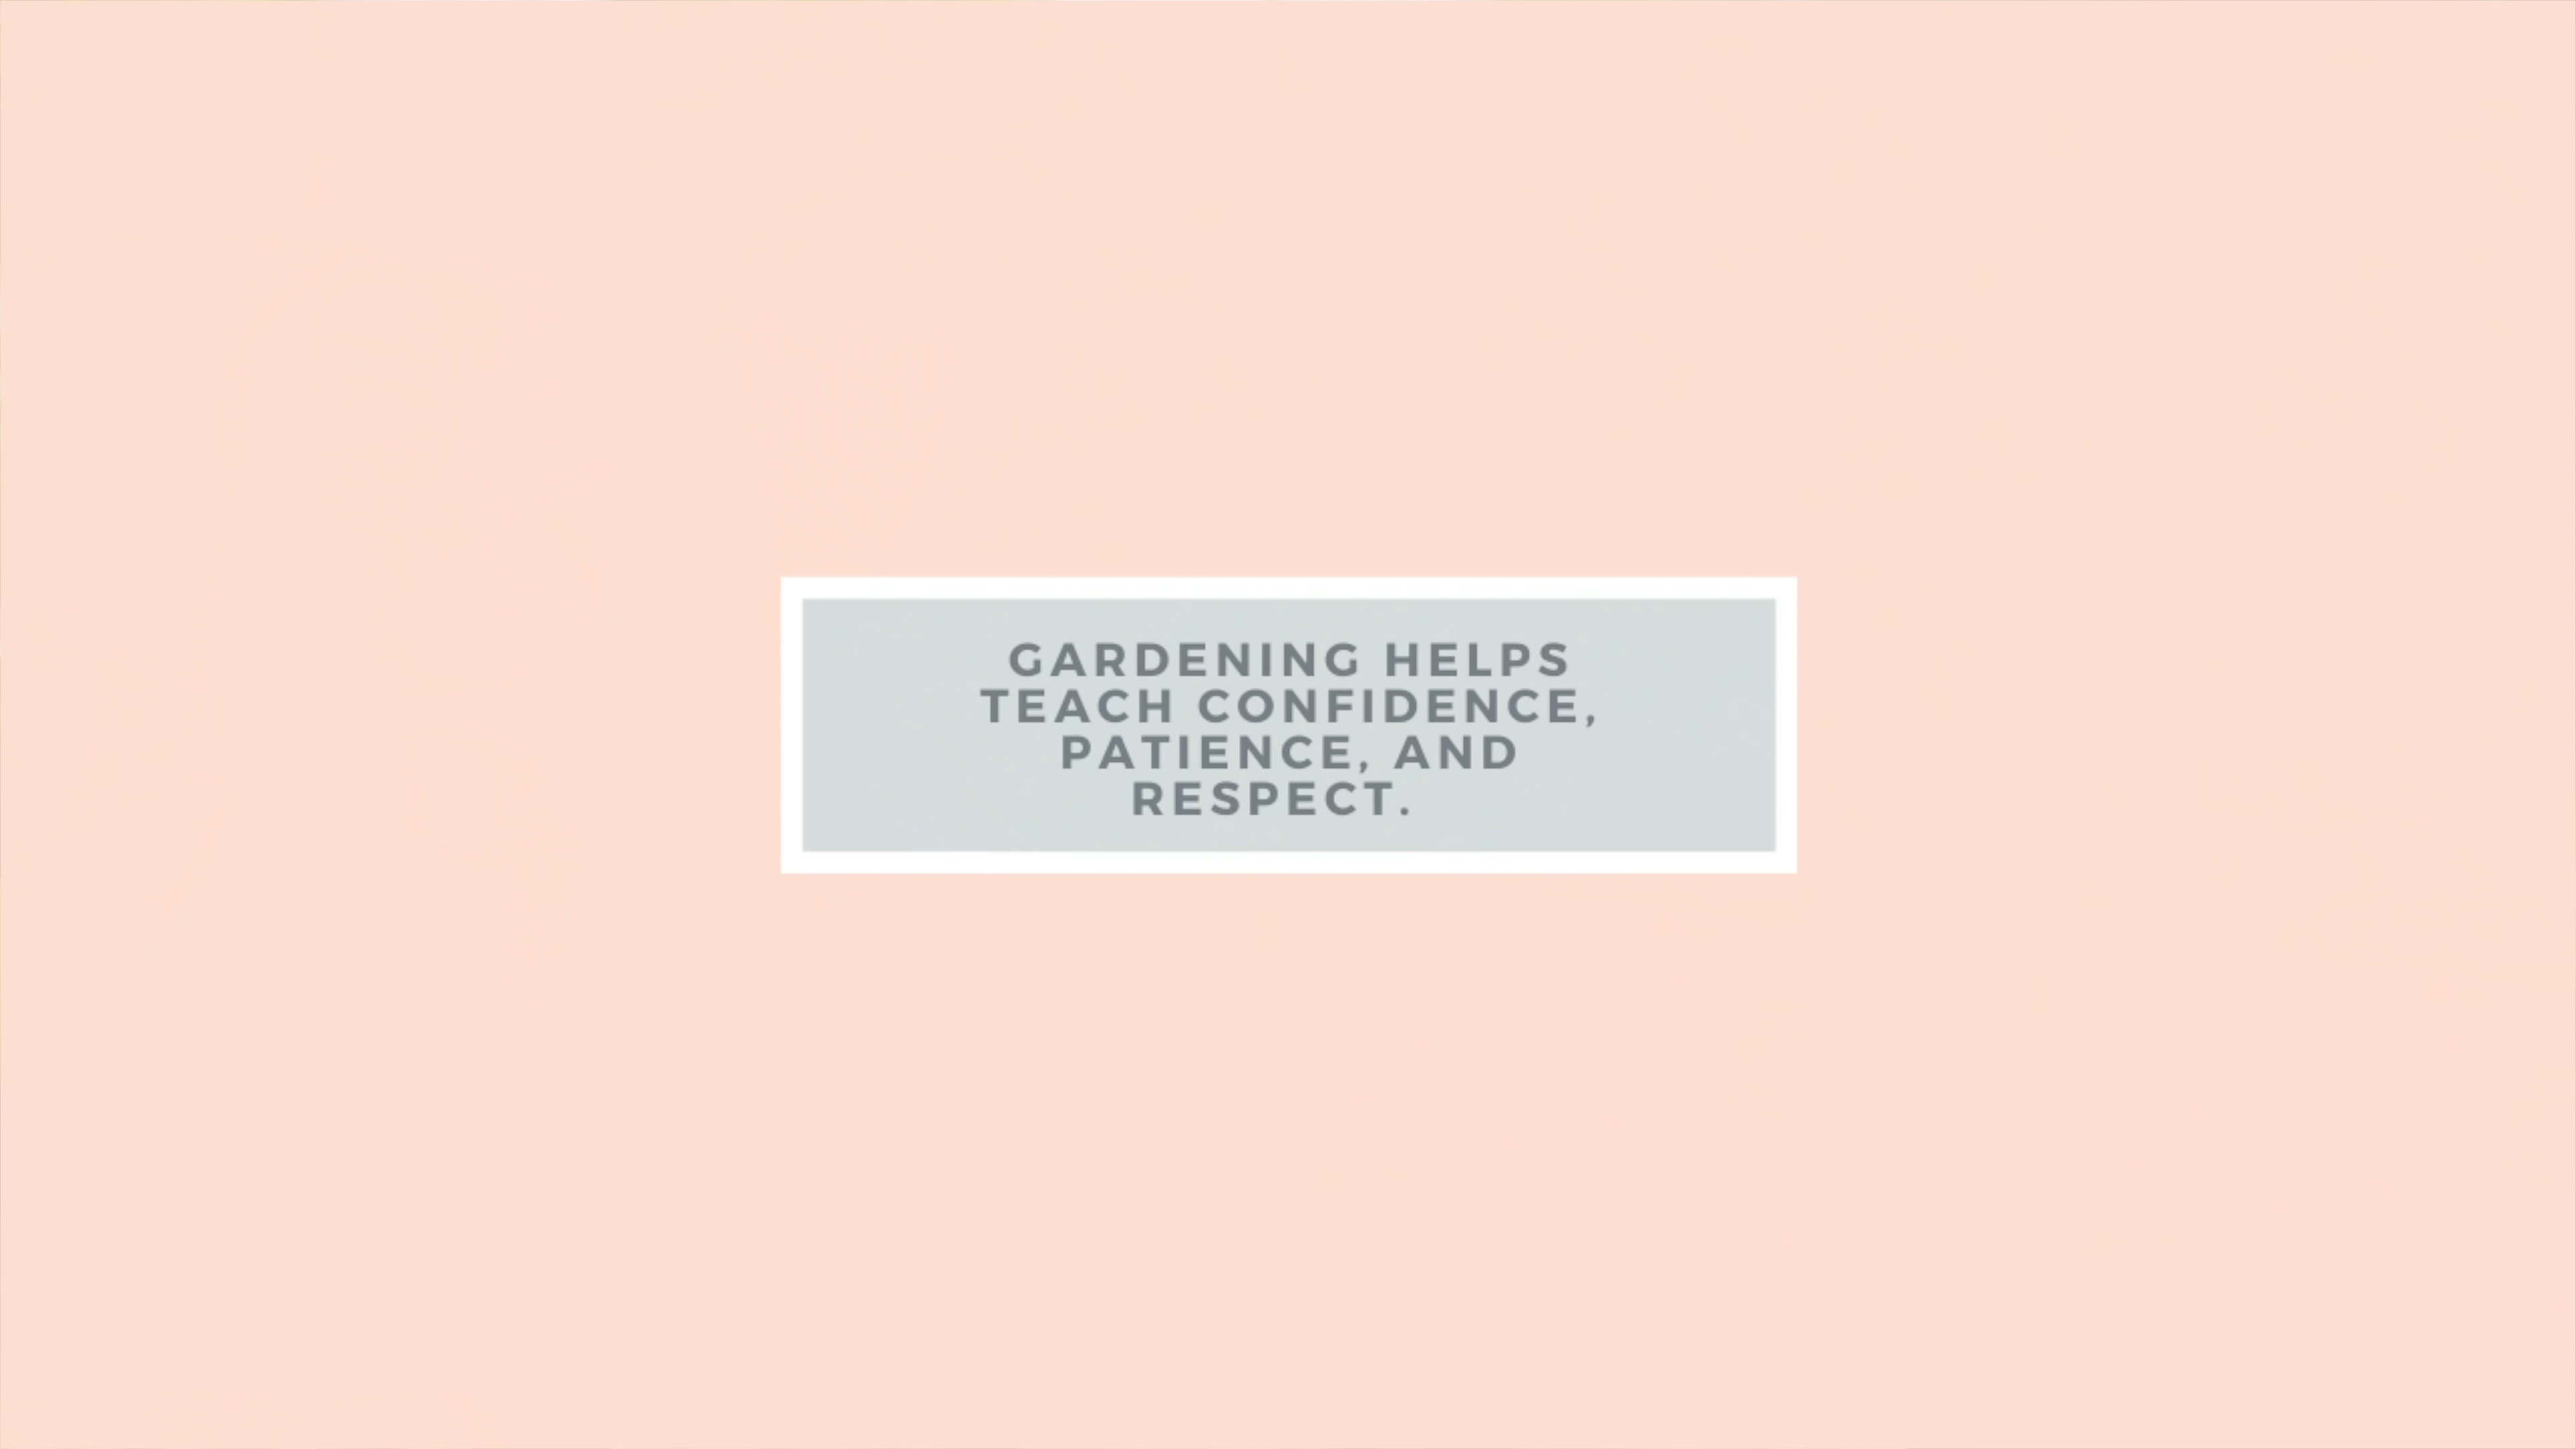 GARDENING HELPS
TEACH CONFIDENCE,
PATIENCE, AND
RESPECT.